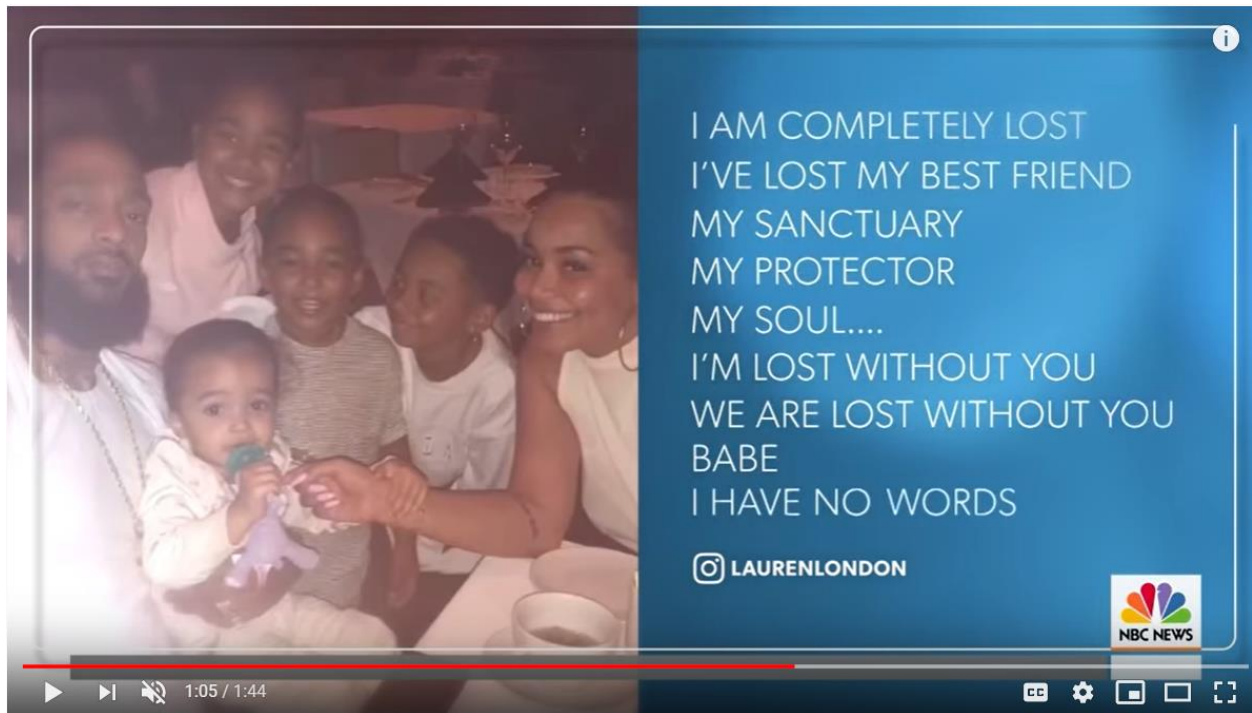 I AM COMPLETELY LOST
I'VE LOST MY BEST FRIEND
MY SANCTUARY
MY PROTECTOR
MY SOUL....
I'M LOST WITHOUT YOU
WE ARE LOST WITHOUT YOU
BABE
I HAVE NO WORDS
LAURENLONDON
NBC NEWS
1:05 / 1:44
CC